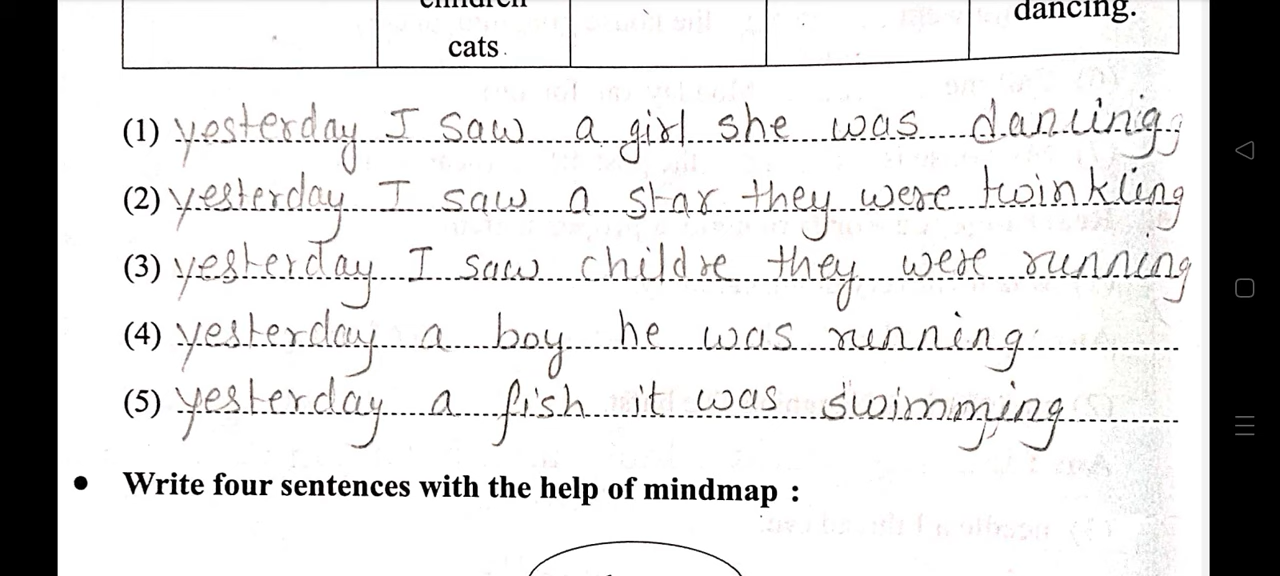 children
dancing.
cats
(1) yesterday I saw a girl she was dancing
(2) yesterday I saw a star they were twinkling
(3) yesterday I saw childre they were running
(4) yesterday a boy he was running
(5) yesterday a fish it was swimming
• Write four sentences with the help of mindmap :